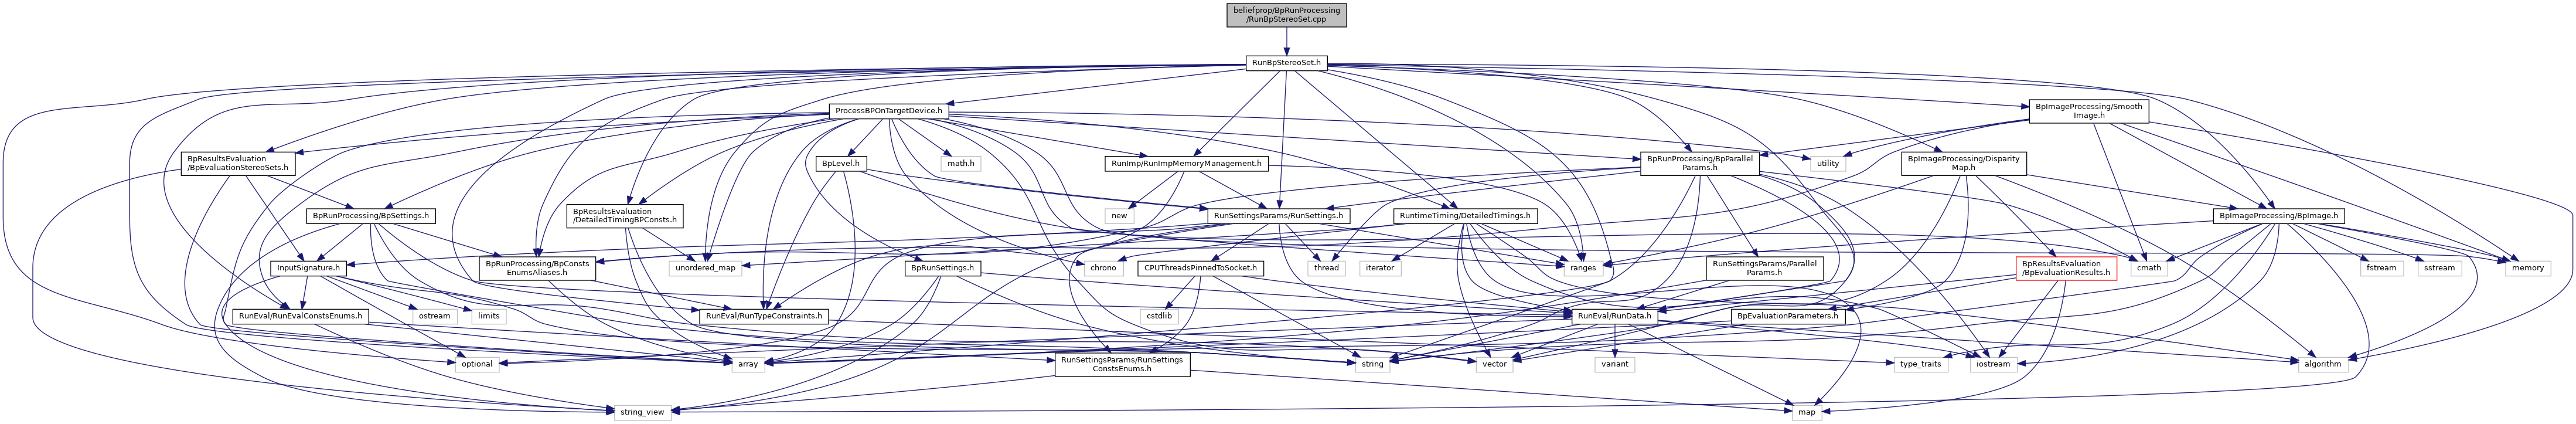 beliefprop/BpRunProcessing
/RunBpStereoSet.cpp
RunBpStereoSet.h
ProcessBPOnTargetDevice.h
BpImageProcessing/Smooth
Image.h
BpResultsEvaluation
/BpEvaluationStereoSets.h
BpLevel.h
math.h
RunImp/RunImpMemoryManagement.h
BpRunProcessing/BpParallel
Params.h
utility
BpImageProcessing/Disparity
Map.h
BpRunProcessing/BpSettings.h
BpResultsEvaluation
/DetailedTimingBPConsts.h
new
RunSettingsParams/RunSettings.h
RuntimeTiming/DetailedTimings.h
BpImageProcessing/BpImage.h
InputSignature.h
BpRunProcessing/BpConsts
EnumsAliases.h
unordered_map
BpRunSettings.h
chrono
CPUThreadsPinnedToSocket.h
thread
iterator
ranges
RunSettingsParams/Parallel
Params.h
BpResultsEvaluation
/BpEvaluationResults.h
cmath
fstream
sstream
memory
RunEval/RunEvalConstsEnums.h
ostream
limits
RunEval/RunTypeConstraints.h
cstdlib
RunEval/RunData.h
BpEvaluationParameters.h
optional
array
RunSettingsParams/RunSettings
ConstsEnums.h
string
vector
variant
type_traits
iostream
algorithm
string_view
map